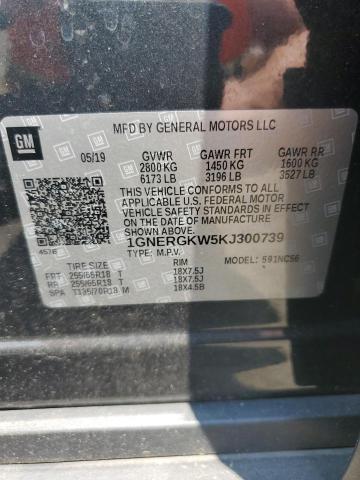 GM
MFD BY GENERAL MOTORS LLC
05/19 GVWR GAWR FRT GAWR RR
2800 KG 1450 KG 1600 KG
6173 LB 3196 LB 3527 LB
THIS VEHICLE CONFORMS TO ALL
APPLICABLE U.S. FEDERAL MOTOR
VEHICLE SAFETY STANDARDS IN
EFFECT ON THE DATE OF MANUFACTURE
SHOWN ABOVE.
1GNERGKW5KJ300739
TYPE: M.P.V. MODEL: 591NC56
TIRE SIZE RIM
FRT 255/65R18 T 18X7.5J
RR 255/65R18 T 18X7.5J
SPA T135/70R18 M 18X4.5B